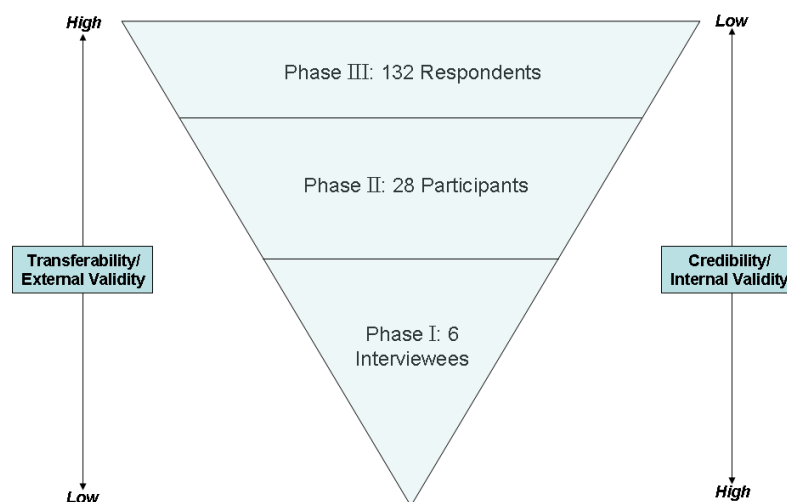 High
Low
Phase III: 132 Respondents
Phase II: 28 Participants
Transferability/
External Validity
Credibility/
Internal Validity
Phase I: 6
Interviewees
Low
High